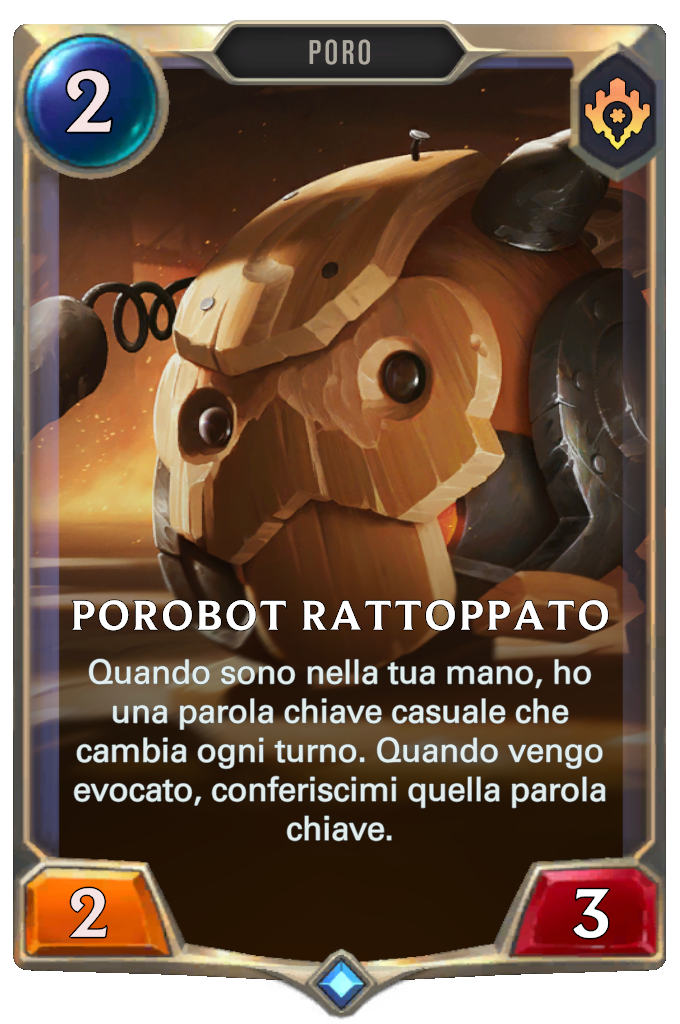 PORO
2
POROBOT RATTOPPATO
Quando sono nella tua mano, ho
una parola chiave casuale che
cambia ogni turno. Quando vengo
evocato, conferiscimi quella parola
chiave.
2
3